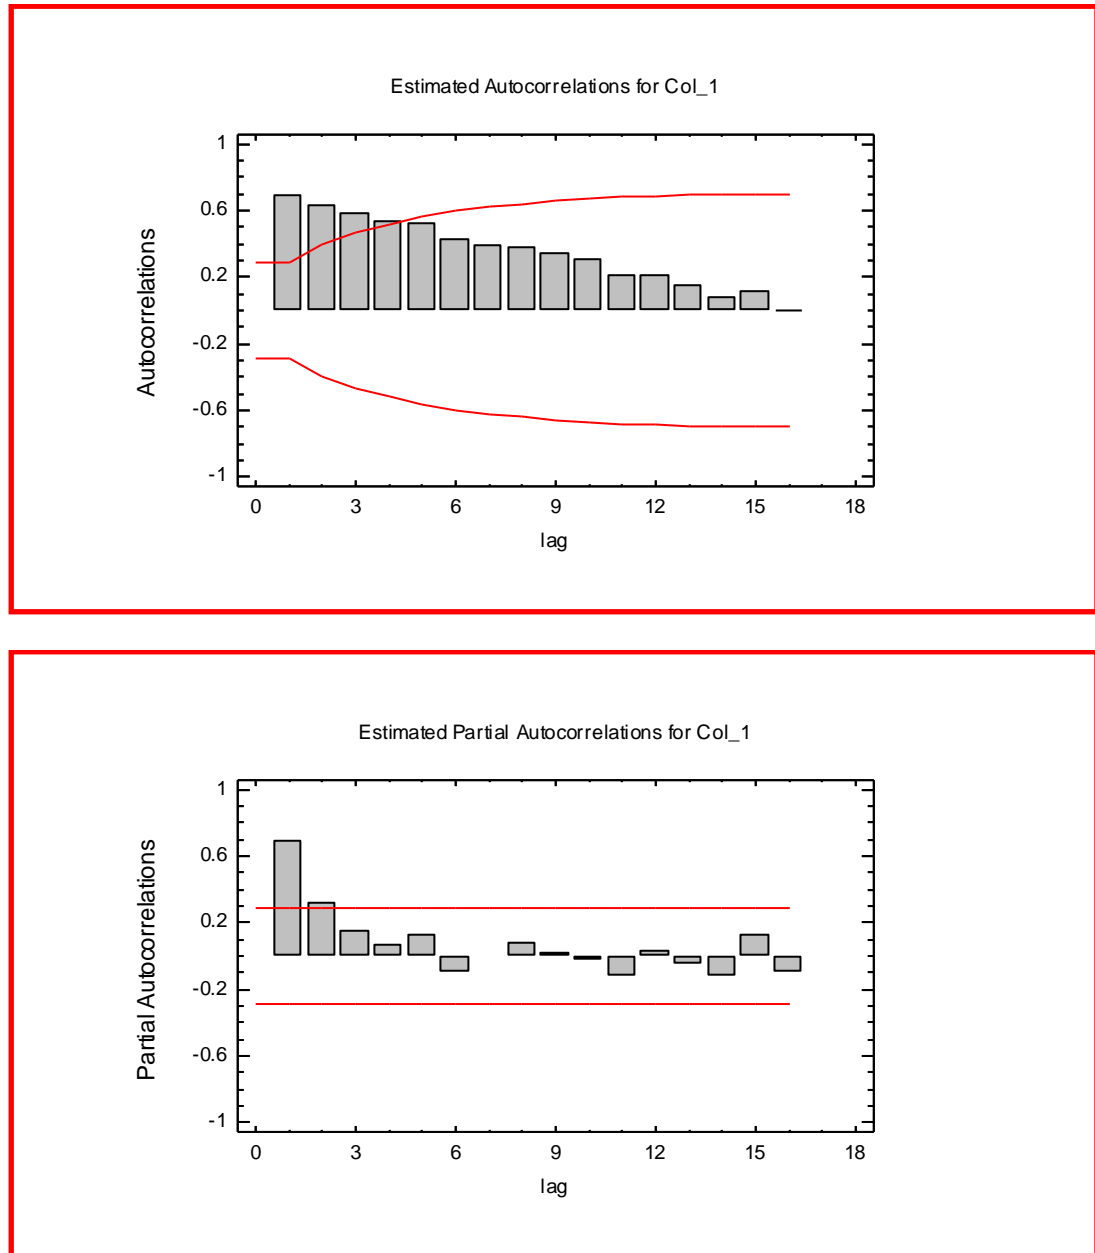 Estimated Autocorrelations for Col_1
1
0.6
0.2
-0.2
-0.6
-1
Autocorrelations
0 3 6 9 12 15 18
lag
Estimated Partial Autocorrelations for Col_1
1
0.6
0.2
-0.2
-0.6
-1
Partial Autocorrelations
0 3 6 9 12 15 18
lag